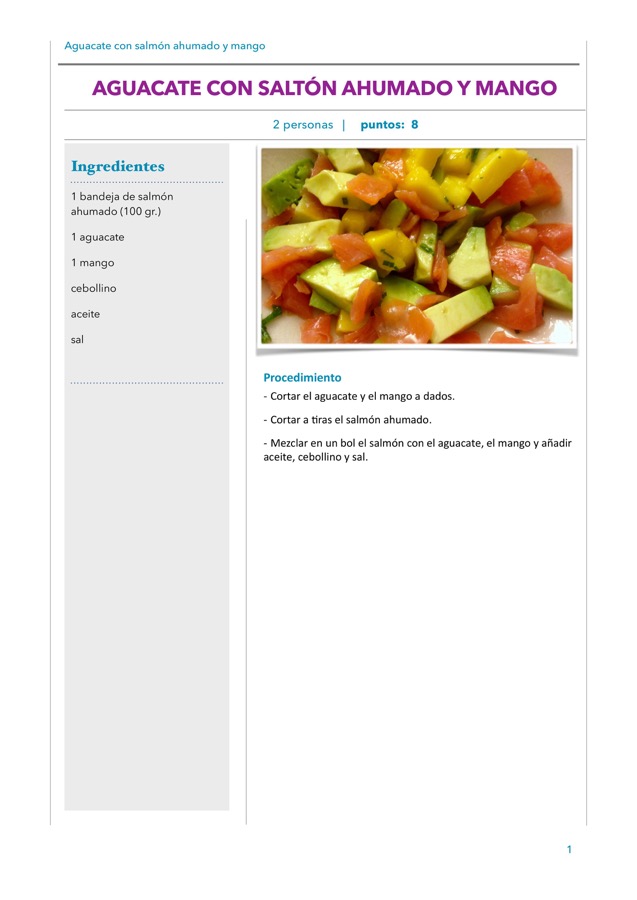 Aguacate con salmón ahumado y mango
AGUACATE CON SALTÓN AHUMADO Y MANGO
2 personas | puntos: 8
Ingredientes
1 bandeja de salmón
ahumado (100 gr.)
1 aguacate
1 mango
cebollino
aceite
sal
Procedimiento
- Cortar el aguacate y el mango a dados.
- Cortar a tiras el salmón ahumado.
- Mezclar en un bol el salmón con el aguacate, el mango y añadir
aceite, cebollino y sal.
1